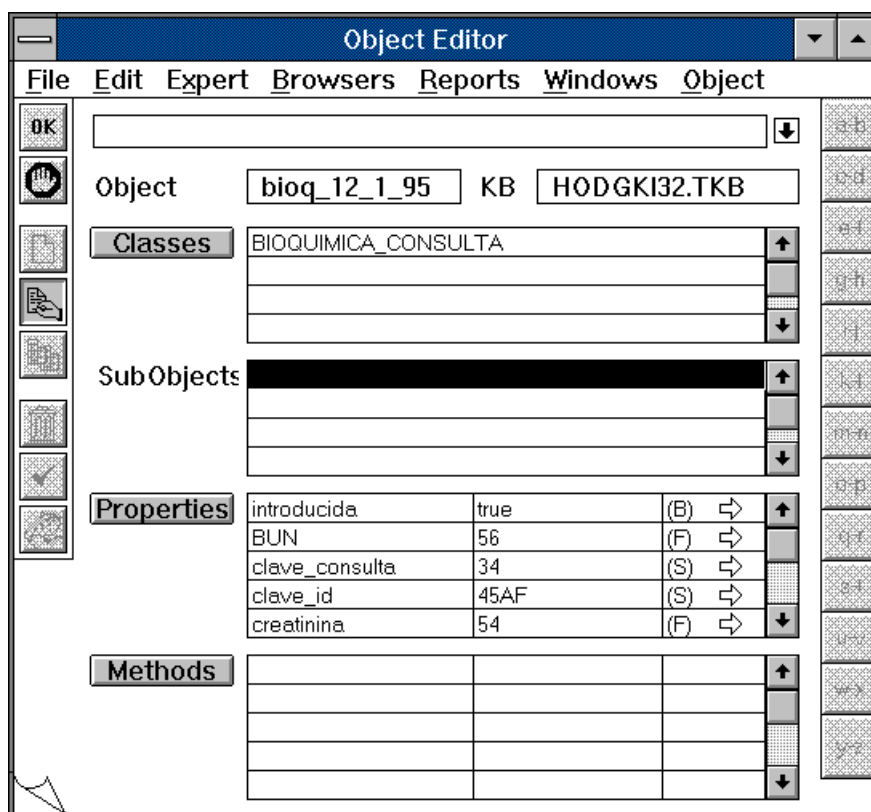 Object Editor
File Edit Expert Browsers Reports Windows Object
OK
a-b
Object bioq_12_1_95 KB HODGKI32.TKB
c-d
Classes BIOQUIMICA_CONSULTA
e-f
g-h
i-j
SubObjects
k-l
m-n
o-p
Properties introducida true (B)
q-r
BUN 56 (F)
clave_consulta 34 (S)
s-t
clave_id 45AF (S)
creatinina 54 (F)
u-v
Methods
w-x
y-z